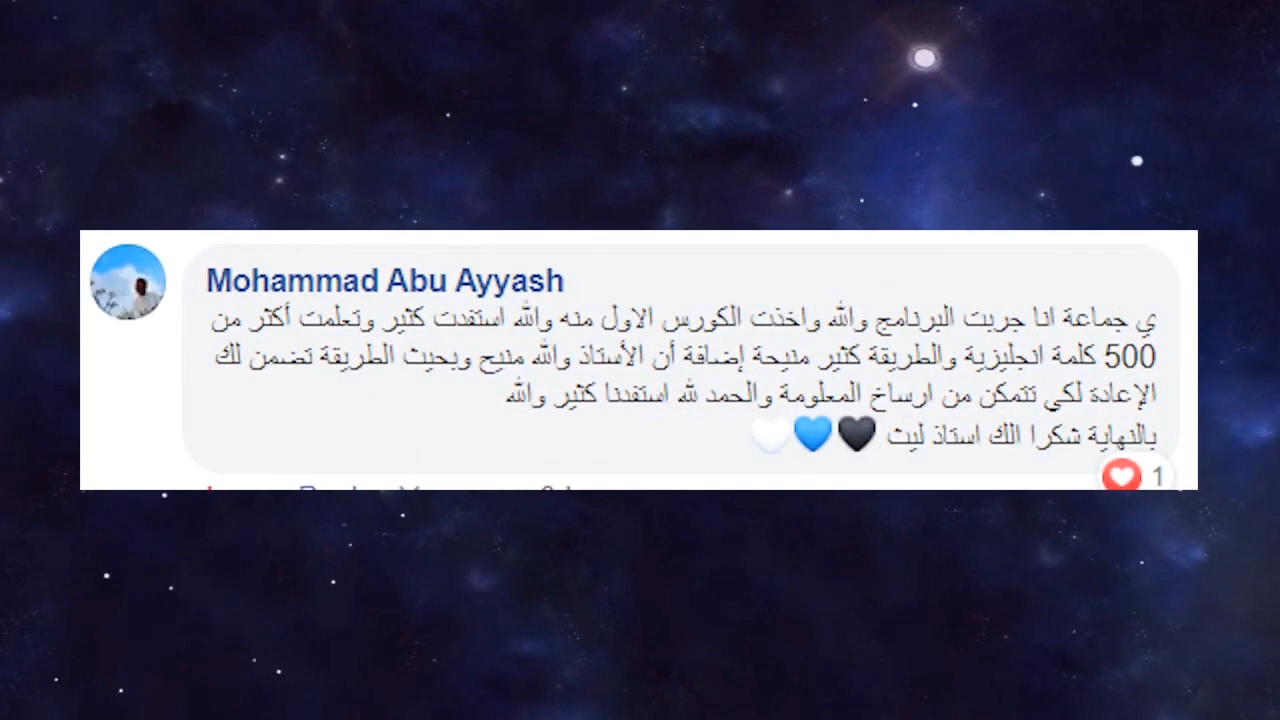 Mohammad Abu Ayyash
ي جماعة انا جربت البرنامج والله واخذت الكورس الاول منه والله استفدت كثير وتعلمت أكثر من
500 كلمة انجليزية والطريقة كثير منيحة إضافة أن الأستاذ والله منيح وبحيث الطريقة تضمن لك
الإعادة لكي تتمكن من ارساخ المعلومة والحمد لله استفدنا كثير والله
بالنهاية شكرا الك استاذ ليث 🖤💙🤍
1